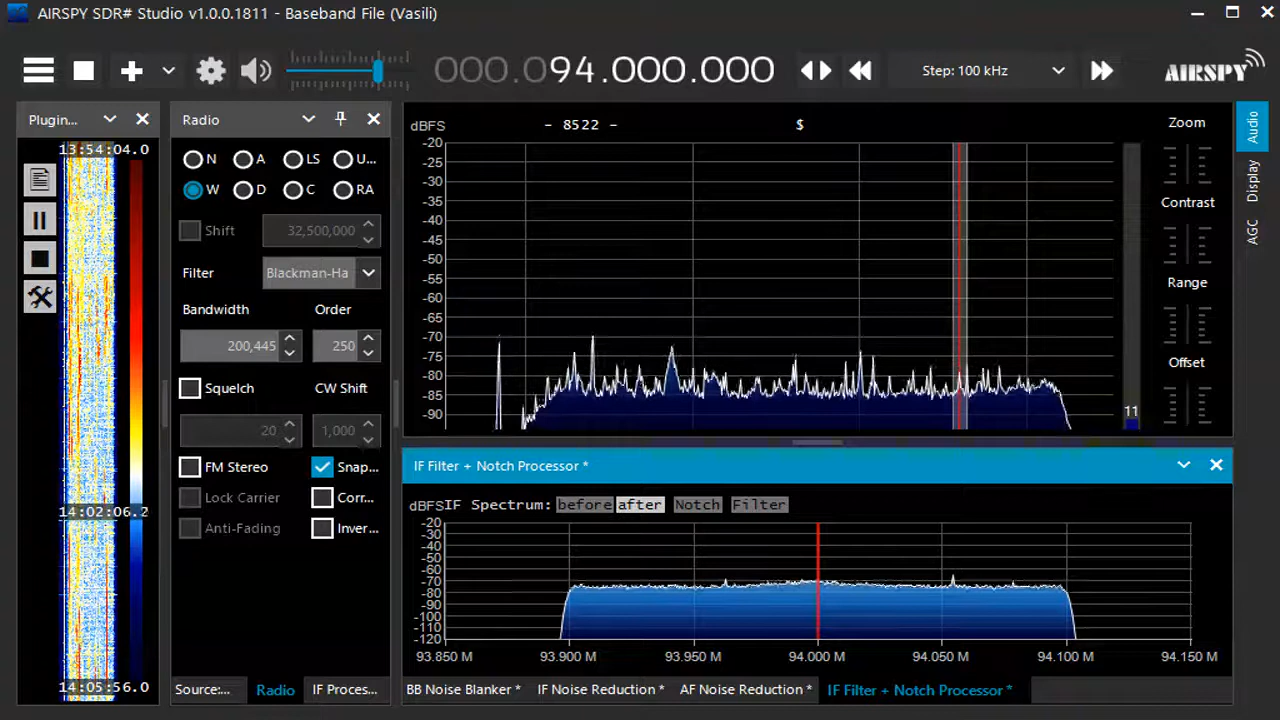 AIRSPY SDR# Studio v1.0.0.1811 - Baseband File (Vasili)
000.094.000.000
Step: 100 kHz
AIRSPY
Plugin...
13:54:04.0
14:02:06.2
14:05:56.0
Radio
N A LS U...
W D C RA
Shift 32,500,000
Filter Blackman-Ha
Bandwidth Order
200,445 250
Squelch CW Shift
20 1,000
FM Stereo Snap...
Lock Carrier Corr...
Anti-Fading Inver...
Source:... Radio IF Proces...
dBFS - 8522 - $
-20
-25
-30
-35
-40
-45
-50
-55
-60
-65
-70
-75
-80
-85
-90
11
Zoom
Contrast
Range
Offset
Audio
Display
AGC
IF Filter + Notch Processor *
dBFSIF Spectrum: before after Notch Filter
-20
-30
-40
-50
-60
-70
-80
-90
-100
-110
-120
93.850 M 93.900 M 93.950 M 94.000 M 94.050 M 94.100 M 94.150 M
BB Noise Blanker * IF Noise Reduction * AF Noise Reduction * IF Filter + Notch Processor *